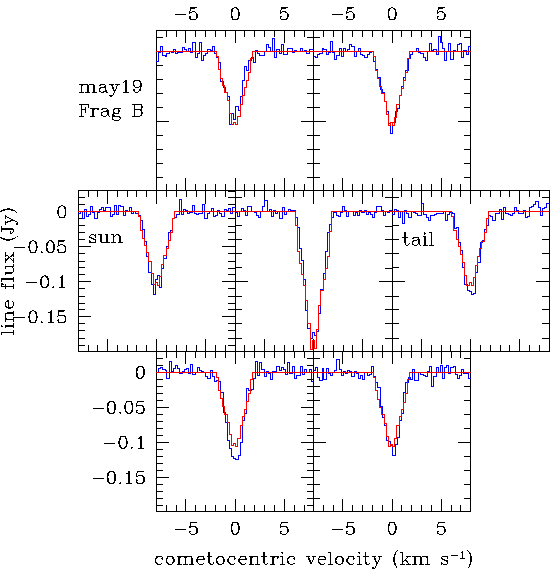 −5 0 5 −5 0 5
may19
Frag B
line flux (Jy)
0
−0.05
−0.1
−0.15
sun
tail
0
−0.05
−0.1
−0.15
−5 0 5 −5 0 5
cometocentric velocity (km s⁻¹)